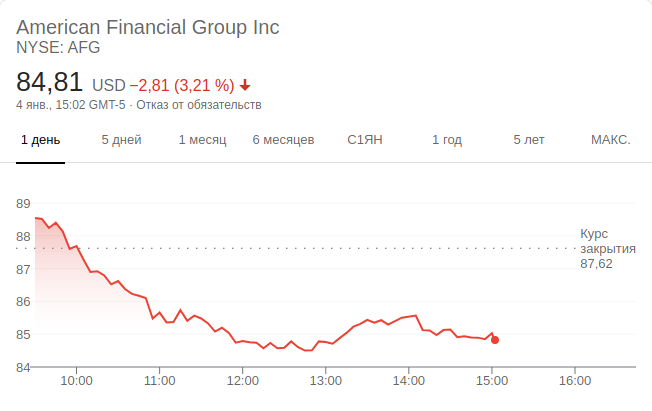 American Financial Group Inc
NYSE: AFG
84,81 USD −2,81 (3,21 %)
4 янв., 15:02 GMT-5 · Отказ от обязательств
1 день 5 дней 1 месяц 6 месяцев С1ЯН 1 год 5 лет МАКС.
89
88
87
86
85
84
Курс
закрытия
87,62
10:00 11:00 12:00 13:00 14:00 15:00 16:00